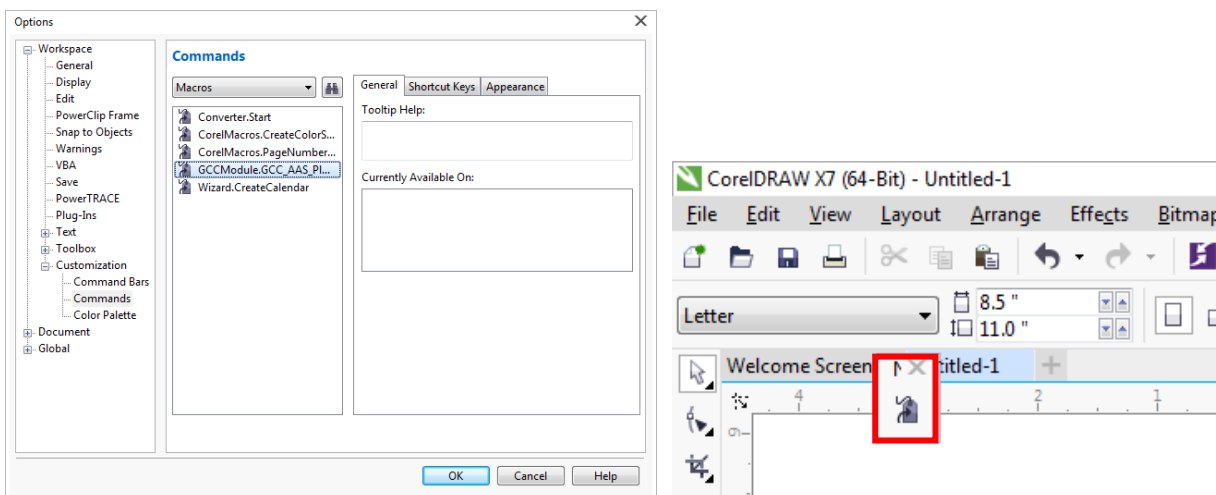 Options
Workspace
General
Display
Edit
PowerClip Frame
Snap to Objects
Warnings
VBA
Save
PowerTRACE
Plug-Ins
Text
Toolbox
Customization
Command Bars
Commands
Color Palette
Document
Global
Commands
Macros
Converter.Start
CorelMacros.CreateColorS...
CorelMacros.PageNumber...
GCCModule.GCC_AAS_Pl...
Wizard.CreateCalendar
General Shortcut Keys Appearance
Tooltip Help:
Currently Available On:
OK Cancel Help
CorelDRAW X7 (64-Bit) - Untitled-1
File Edit View Layout Arrange Effects Bitmap
Letter
8.5 "
11.0 "
Welcome Screen titled-1
4 2 1